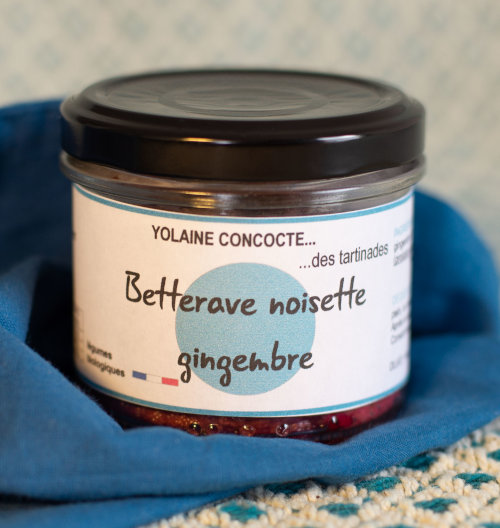 YOLAINE CONCOCTE...
...des tartinades
Betterave noisette
gingembre
légumes
biologiques